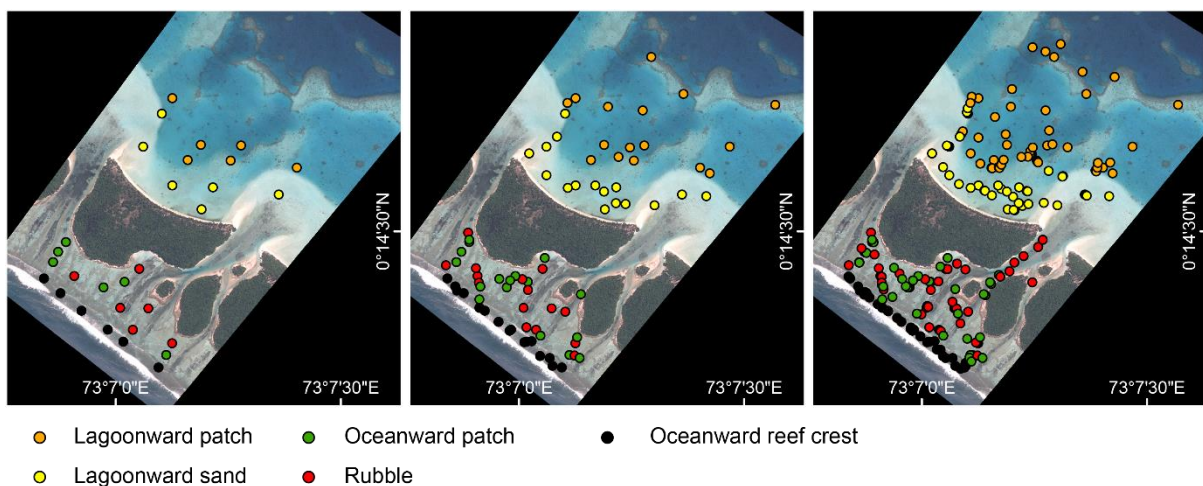 0°14'30"N
73°7'0"E 73°7'30"E
0°14'30"N
73°7'0"E 73°7'30"E
0°14'30"N
73°7'0"E 73°7'30"E
Lagoonward patch
Oceanward patch
Oceanward reef crest
Lagoonward sand
Rubble